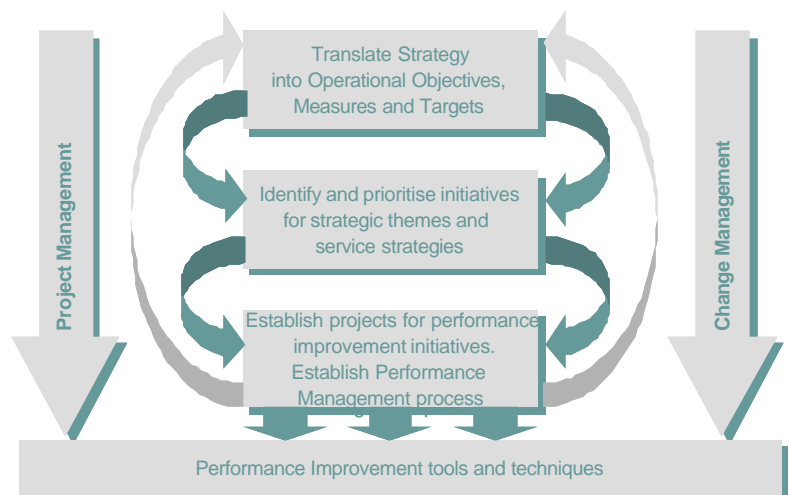 Translate Strategy
into Operational Objectives,
Measures and Targets
Project Management
Change Management
Identify and prioritise initiatives
for strategic themes and
service strategies
Establish projects for performance
improvement initiatives.
Establish Performance
Management process
Performance Improvement tools and techniques